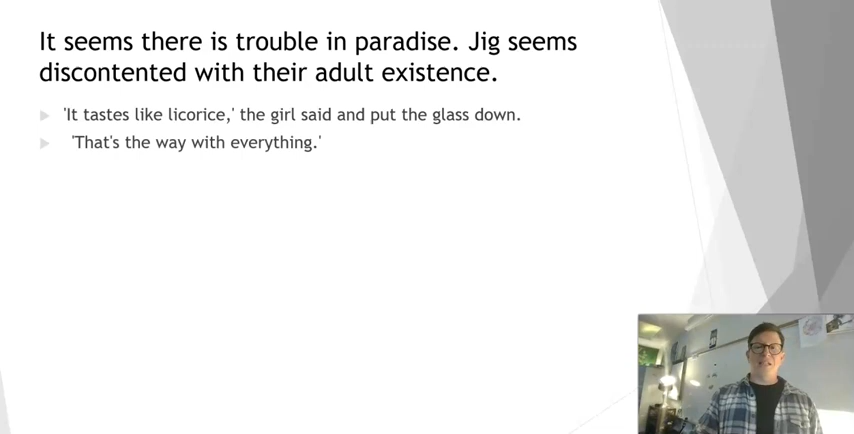 It seems there is trouble in paradise. Jig seems
discontented with their adult existence.
'It tastes like licorice,' the girl said and put the glass down.
'That's the way with everything.'